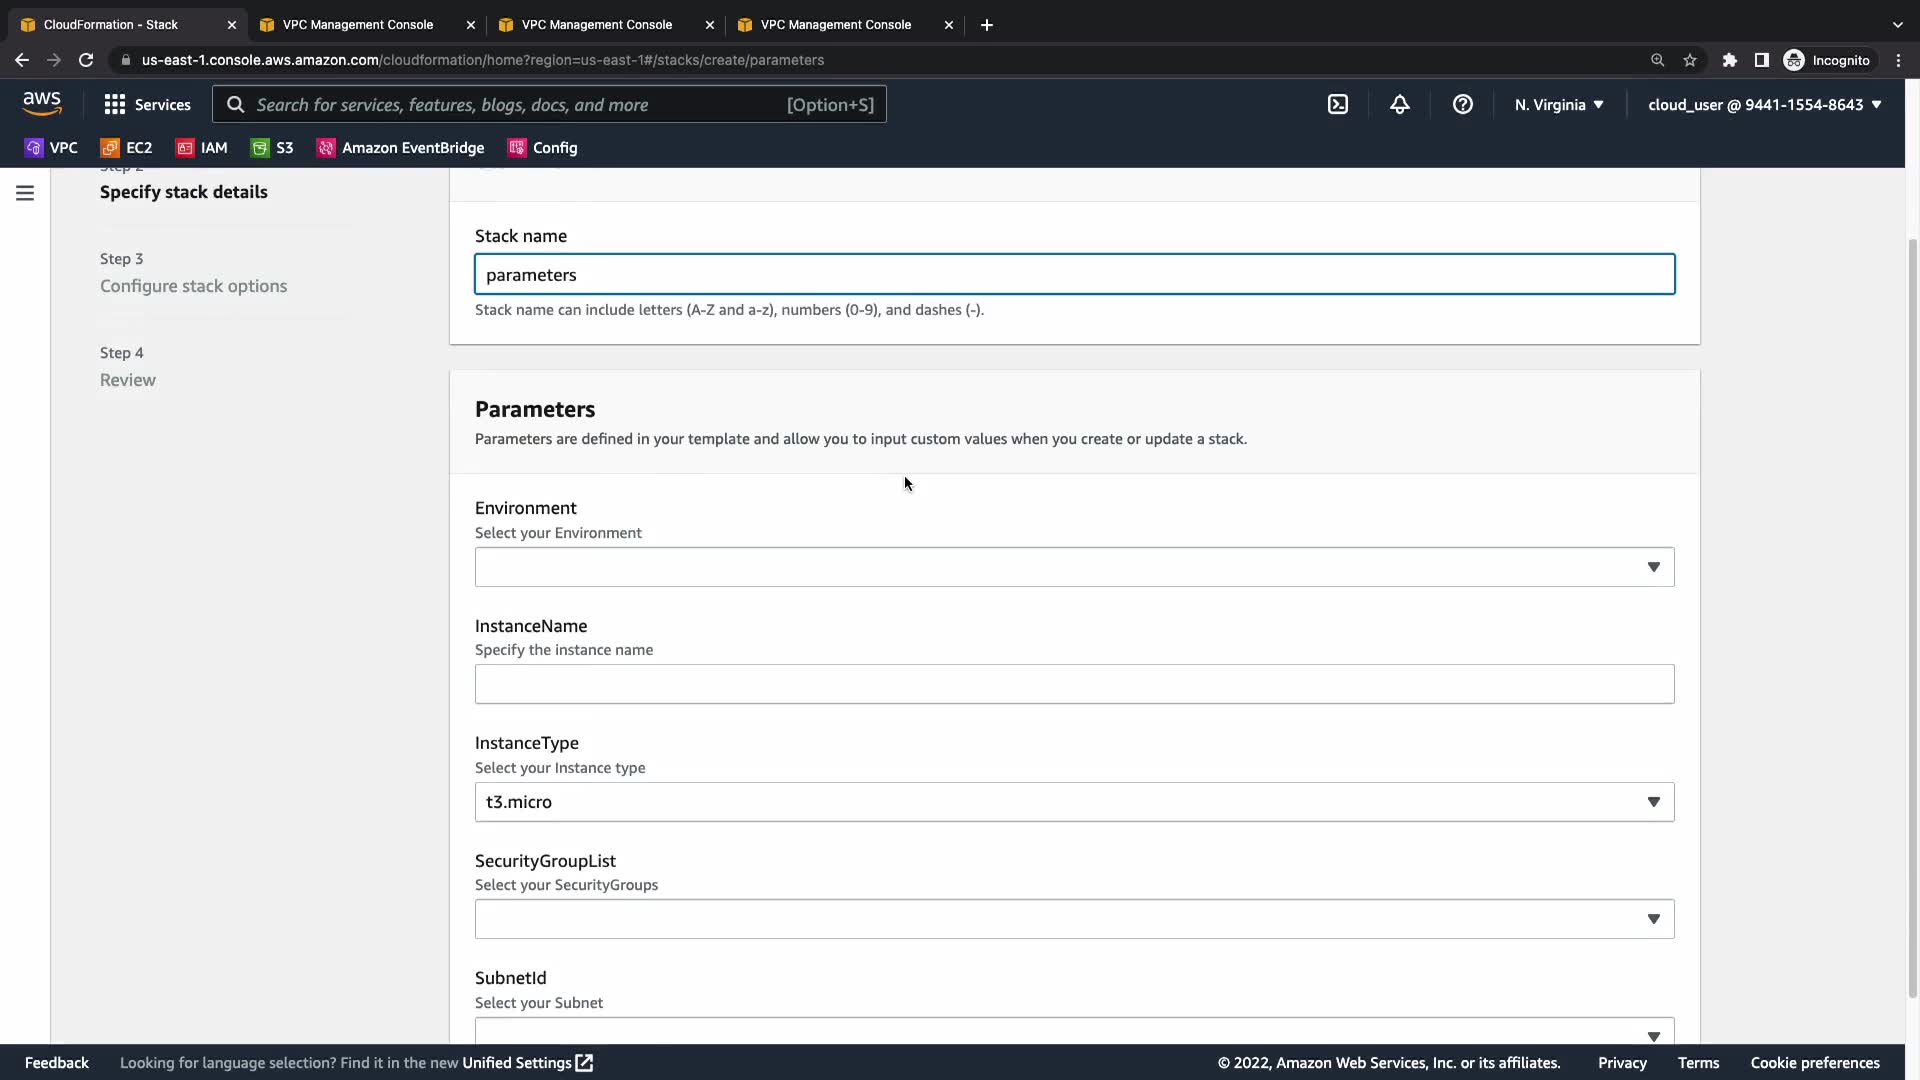 CloudFormation - Stack
VPC Management Console
VPC Management Console
VPC Management Console
us-east-1.console.aws.amazon.com/cloudformation/home?region=us-east-1#/stacks/create/parameters
Incognito
aws
Services
Search for services, features, blogs, docs, and more
[Option+S]
N. Virginia
cloud_user @ 9441-1554-8643
VPC
EC2
IAM
S3
Amazon EventBridge
Config
Step 2
Specify stack details
Step 3
Configure stack options
Step 4
Review
Stack name
parameters
Stack name can include letters (A-Z and a-z), numbers (0-9), and dashes (-).
Parameters
Parameters are defined in your template and allow you to input custom values when you create or update a stack.
Environment
Select your Environment
InstanceName
Specify the instance name
InstanceType
Select your Instance type
t3.micro
SecurityGroupList
Select your SecurityGroups
SubnetId
Select your Subnet
Feedback
Looking for language selection? Find it in the new Unified Settings
© 2022, Amazon Web Services, Inc. or its affiliates.
Privacy
Terms
Cookie preferences